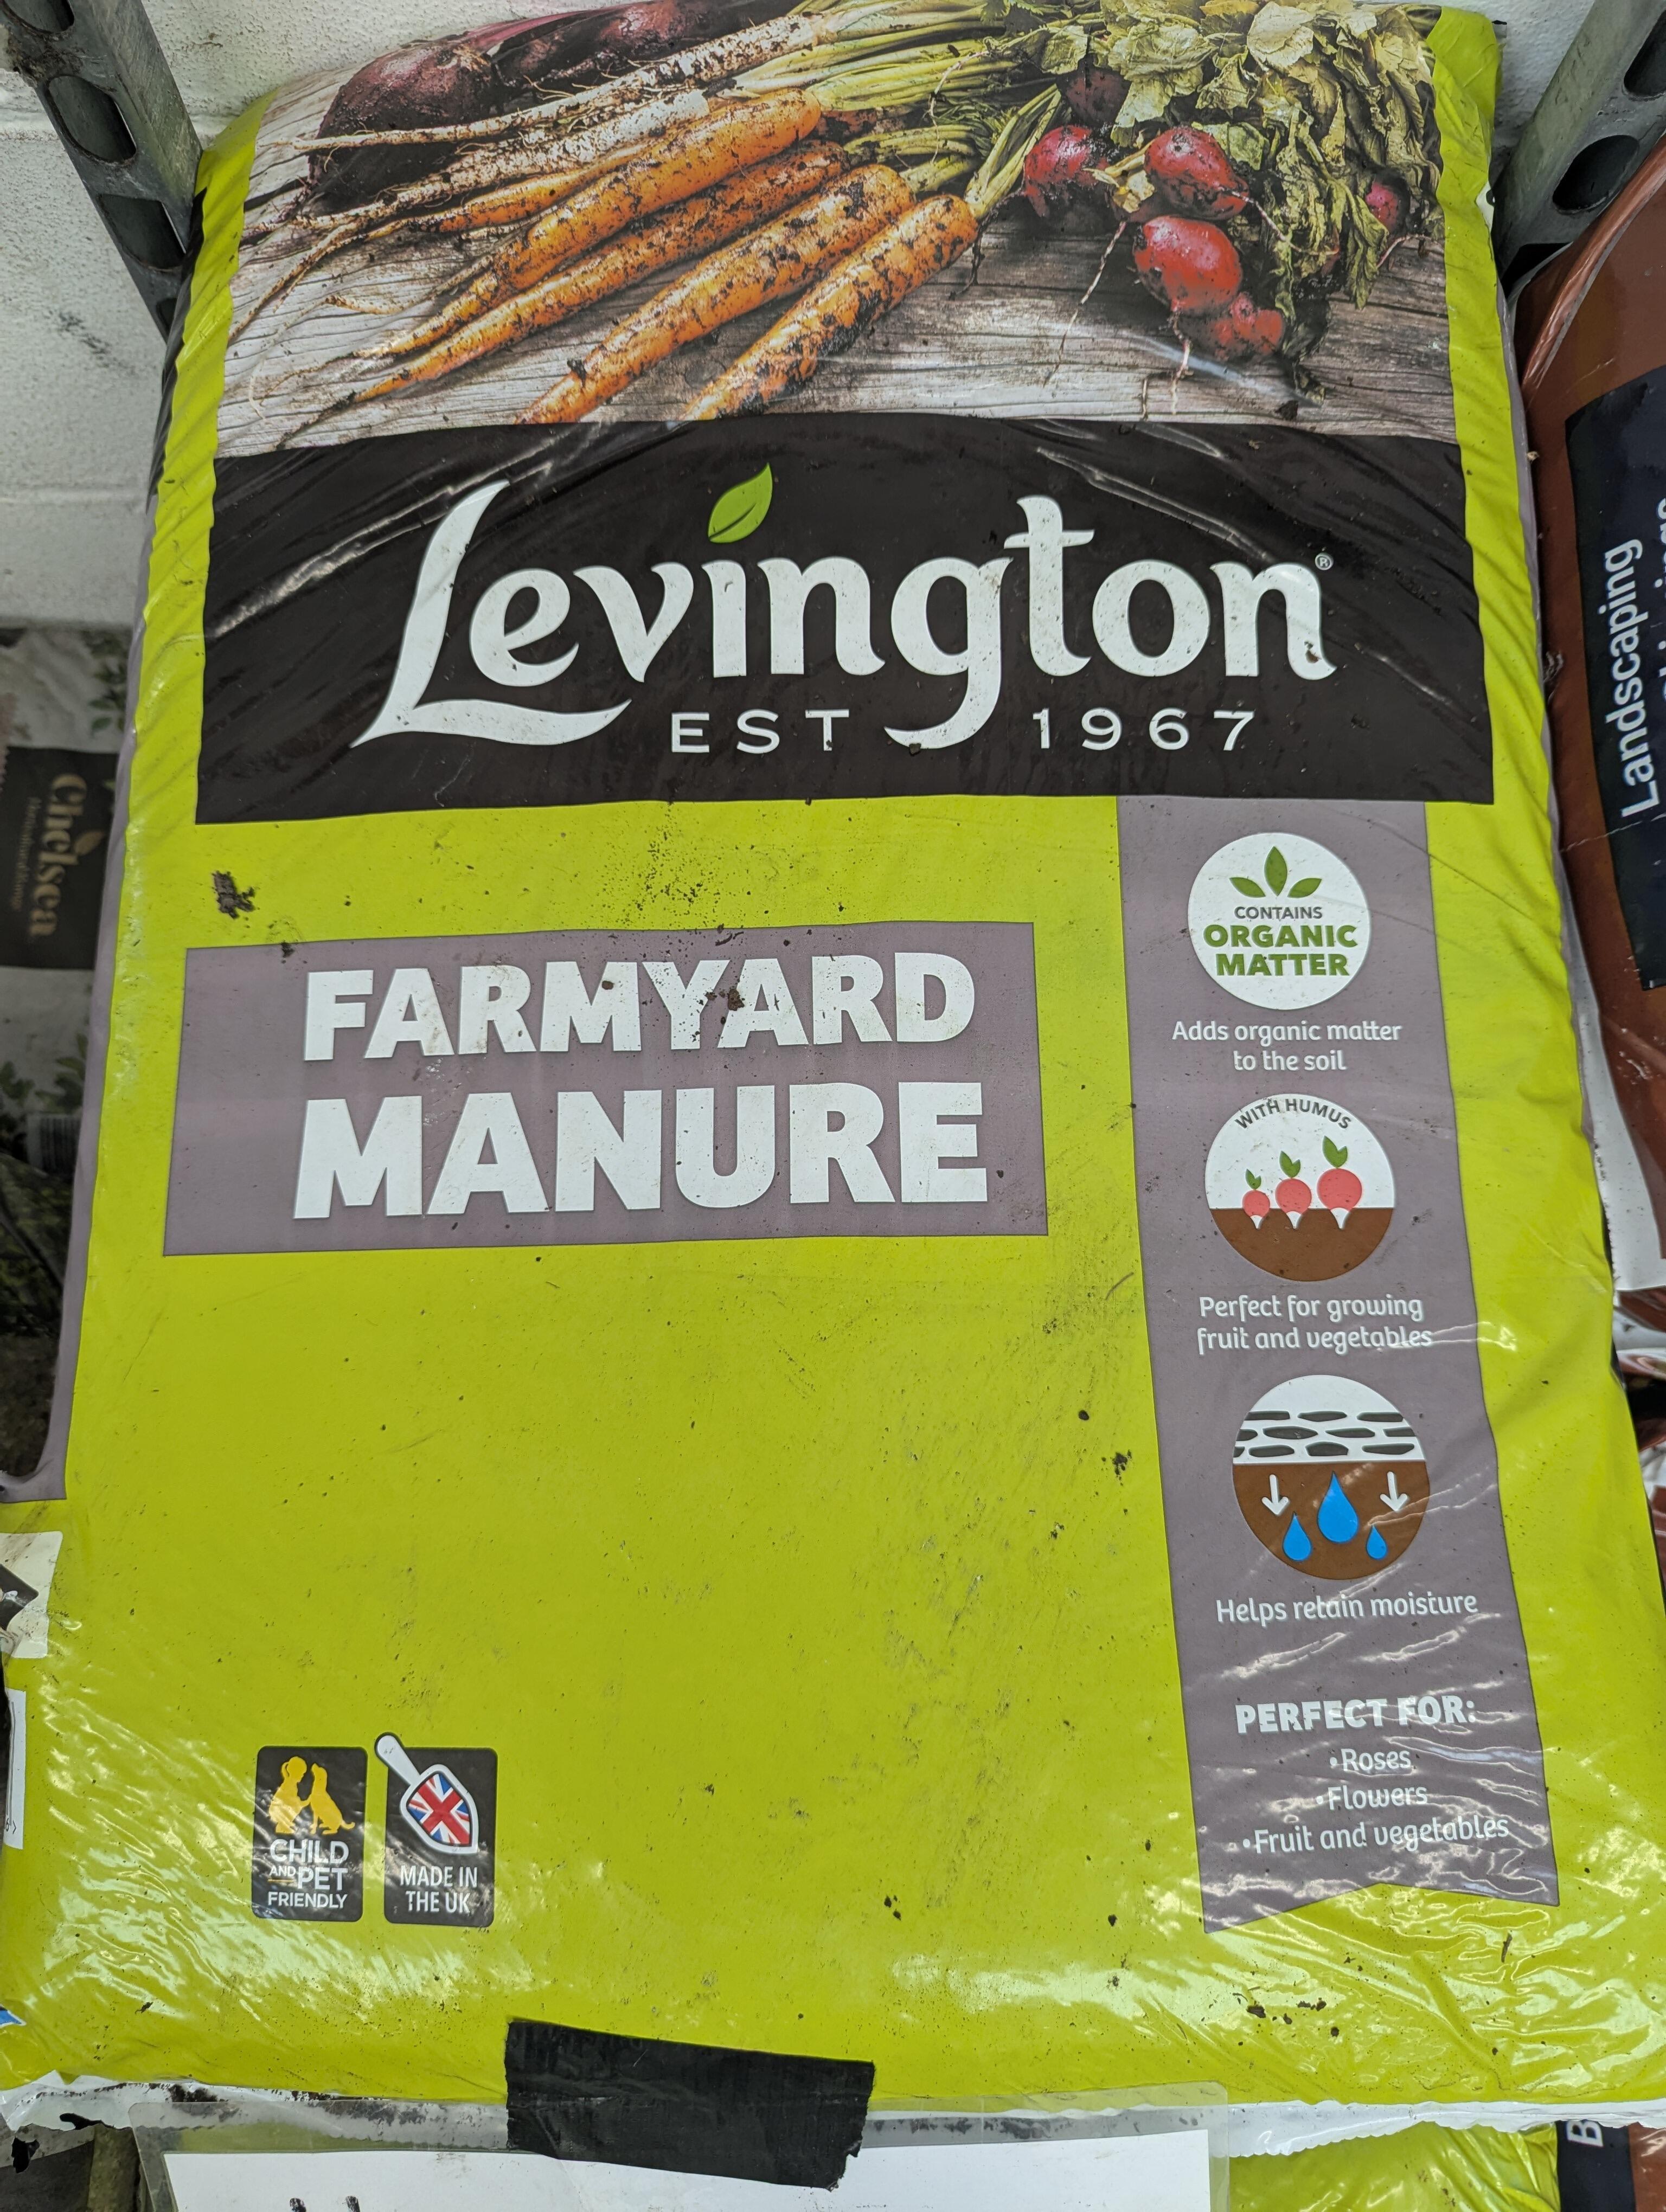 Levington®
EST 1967
FARMYARD
MANURE
CONTAINS
ORGANIC
MATTER
Adds organic matter
to the soil
WITH HUMUS
Perfect for growing
fruit and vegetables
Helps retain moisture
PERFECT FOR:
•Roses
•Flowers
•Fruit and vegetables
CHILD
AND PET
FRIENDLY
MADE IN
THE UK
Chelsea
Landscaping